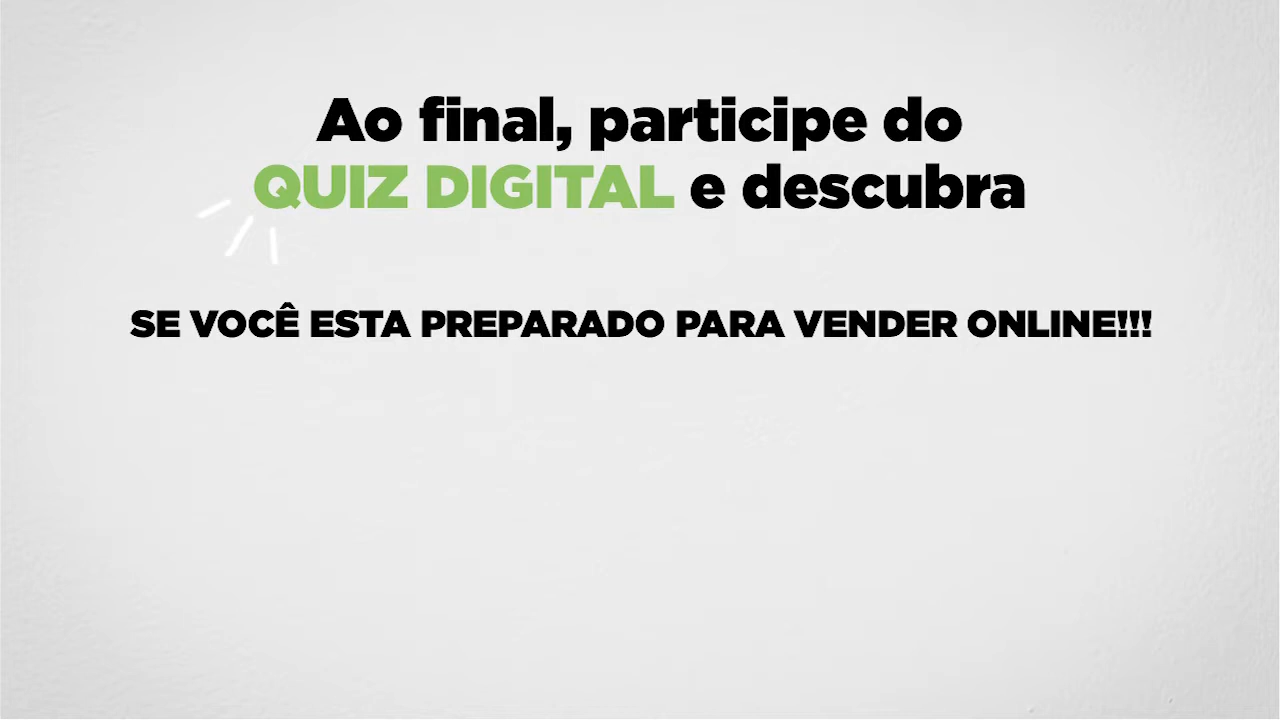 Ao final, participe do
QUIZ DIGITAL e descubra
SE VOCÊ ESTA PREPARADO PARA VENDER ONLINE!!!